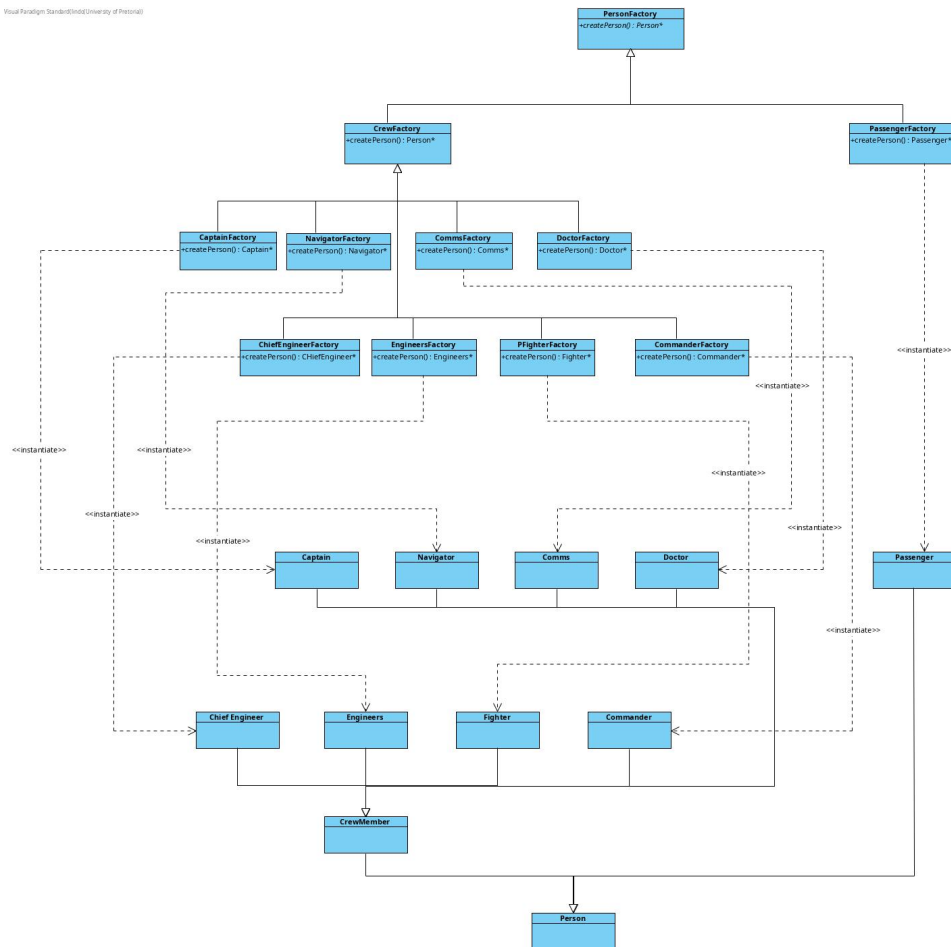 Visual Paradigm Standard(lindo(University of Pretoria))
PersonFactory
+createPerson() : Person*
CrewFactory
+createPerson() : Person*
PassengerFactory
+createPerson() : Passenger*
CaptainFactory
+createPerson() : Captain*
NavigatorFactory
+createPerson() : Navigator*
CommsFactory
+createPerson() : Comms*
DoctorFactory
+createPerson() : Doctor*
ChiefEngineerFactory
+createPerson() : CHiefEngineer*
EngineersFactory
+createPerson() : Engineers*
PFighterFactory
+createPerson() : Fighter*
CommanderFactory
+createPerson() : Commander*
<<instantiate>>
<<instantiate>>
<<instantiate>>
<<instantiate>>
<<instantiate>>
<<instantiate>>
<<instantiate>>
<<instantiate>>
<<instantiate>>
Captain
Navigator
Comms
Doctor
Passenger
Chief Engineer
Engineers
Fighter
Commander
CrewMember
Person